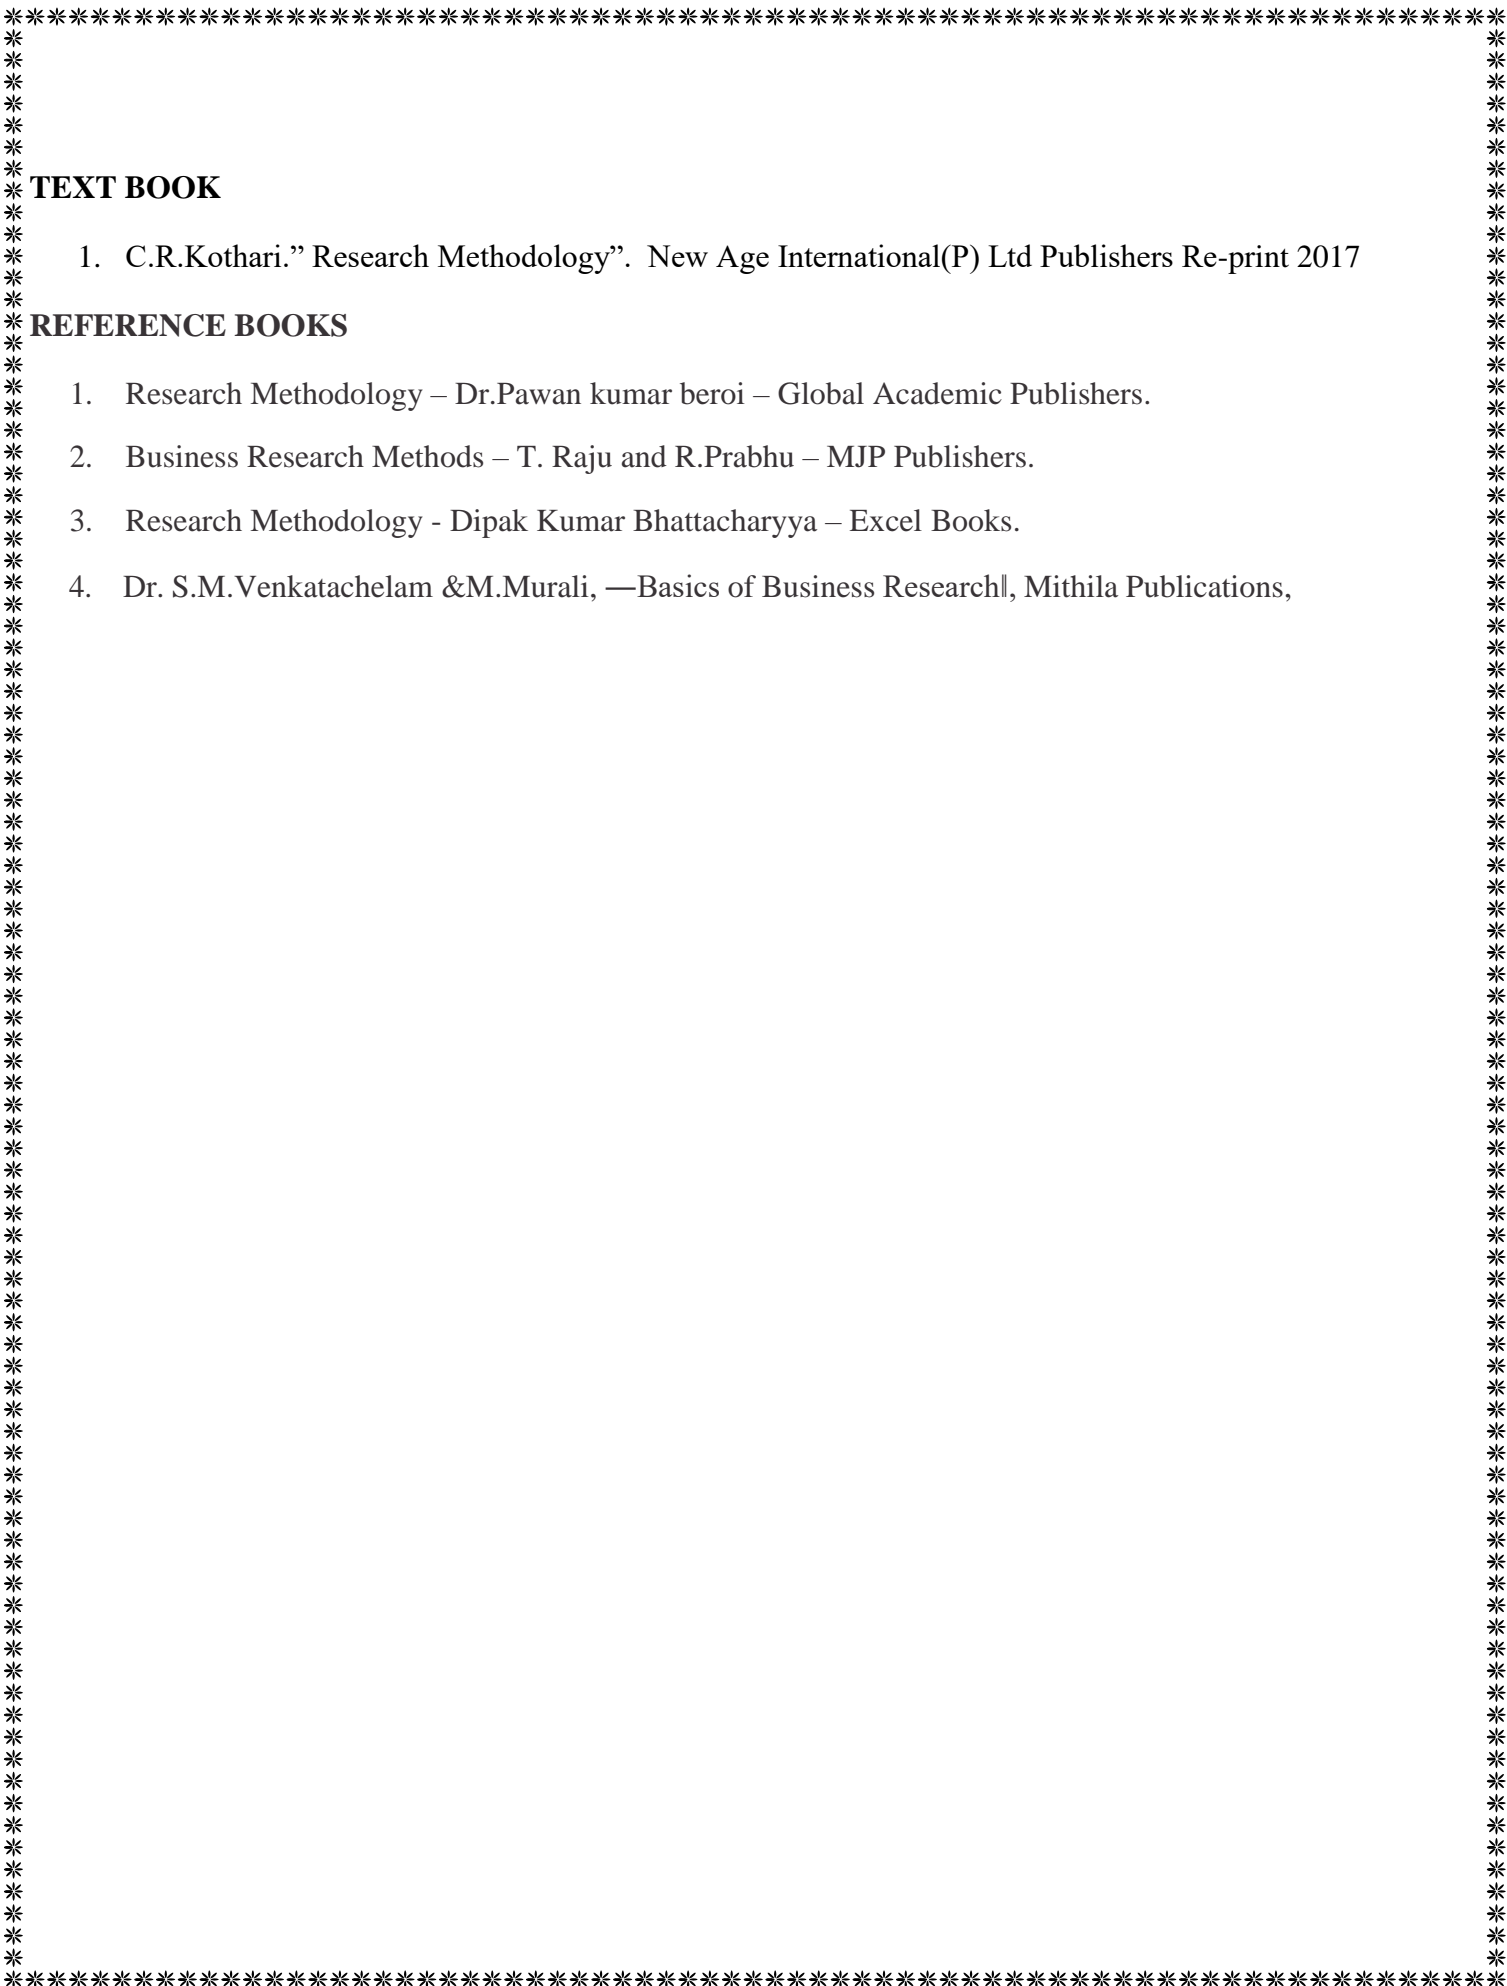 TEXT BOOK
1. C.R.Kothari.” Research Methodology”. New Age International(P) Ltd Publishers Re-print 2017
REFERENCE BOOKS
1. Research Methodology – Dr.Pawan kumar beroi – Global Academic Publishers.
2. Business Research Methods – T. Raju and R.Prabhu – MJP Publishers.
3. Research Methodology - Dipak Kumar Bhattacharyya – Excel Books.
4. Dr. S.M.Venkatachelam &M.Murali, ―Basics of Business Research‖, Mithila Publications,